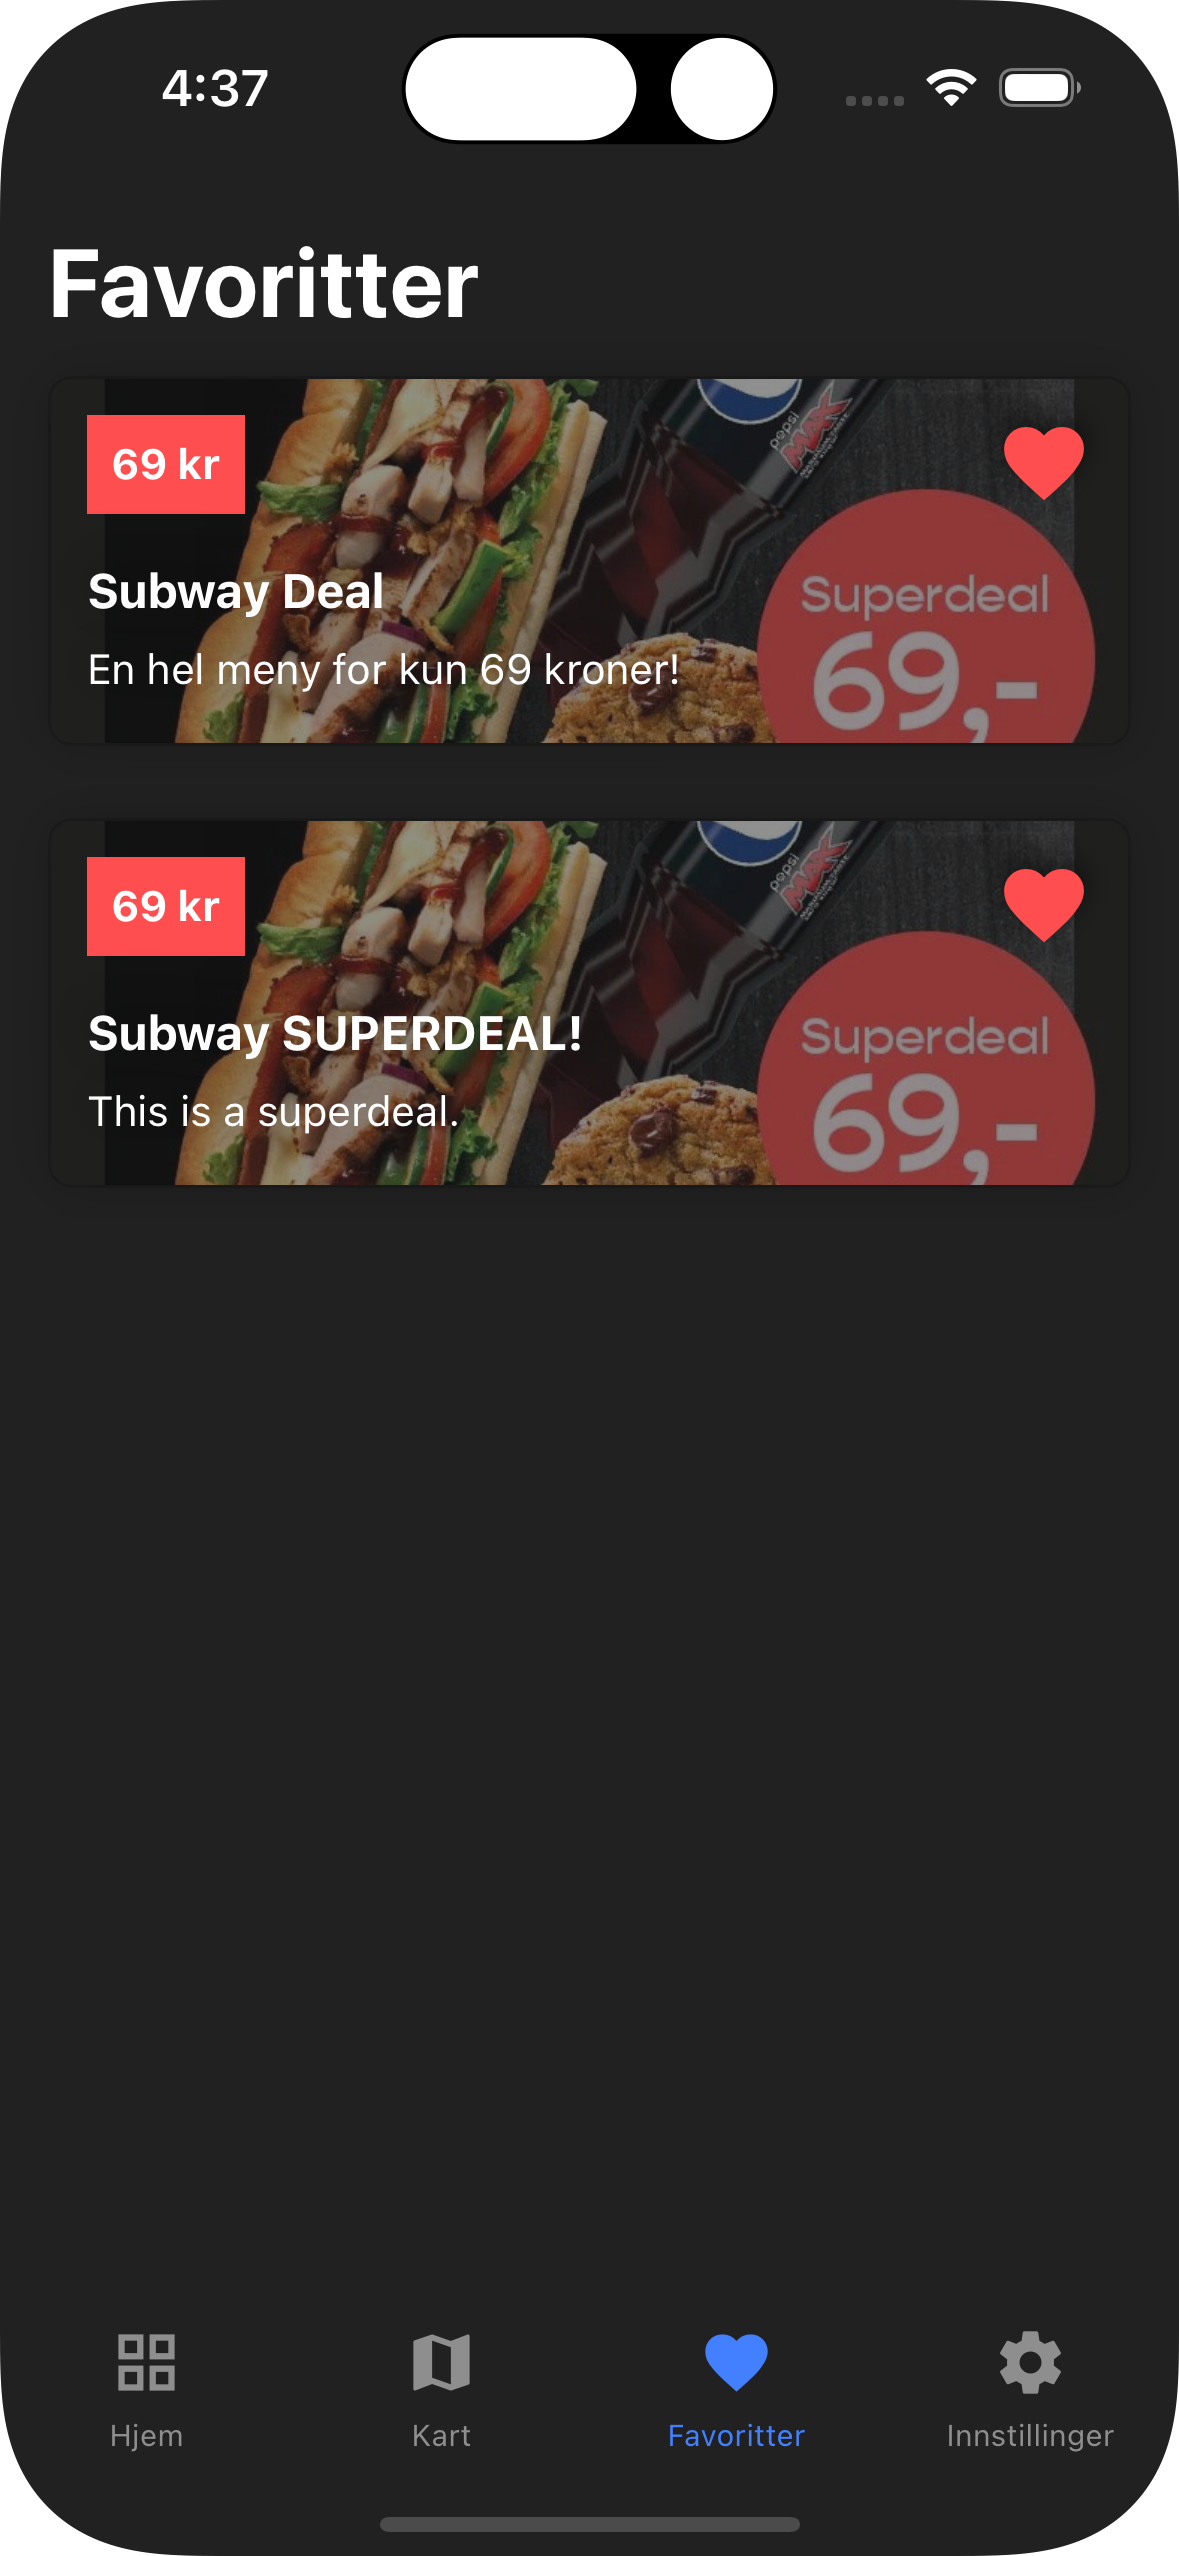 4:37
Favoritter
69 kr
pepsi
MAX
Superdeal
69,-
Subway Deal
En hel meny for kun 69 kroner!
69 kr
pepsi
MAX
Superdeal
69,-
Subway SUPERDEAL!
This is a superdeal.
Hjem
Kart
Favoritter
Innstillinger